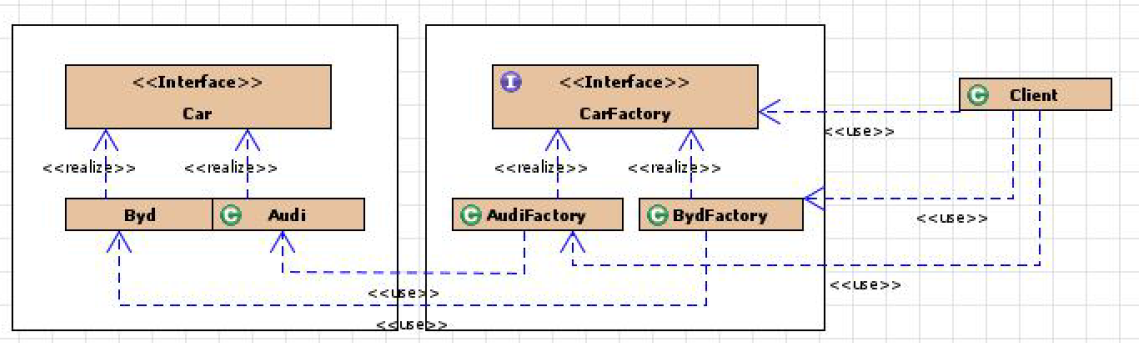 <<Interface>>
Car
<<Interface>>
CarFactory
Client
<<use>>
<<realize>>
<<realize>>
<<realize>>
<<realize>>
Byd
Audi
AudiFactory
BydFactory
<<use>>
<<use>>
<<use>>
<<use>>